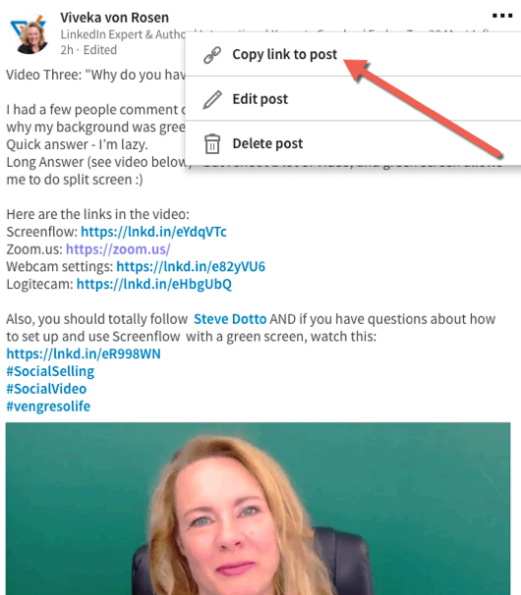 Viveka von Rosen
LinkedIn Expert & Autho
2h · Edited
Copy link to post
Edit post
Delete post
Video Three: "Why do you hav
I had a few people comment
why my background was gree
Quick answer - I'm lazy.
Long Answer (see video below)
me to do split screen :)
Here are the links in the video:
Screenflow: https://lnkd.in/eYdqVTc
Zoom.us: https://zoom.us/
Webcam settings: https://lnkd.in/e82yVU6
Logitecam: https://lnkd.in/eHbgUbQ
Also, you should totally follow Steve Dotto AND if you have questions about how
to set up and use Screenflow with a green screen, watch this:
https://lnkd.in/eR998WN
#SocialSelling
#SocialVideo
#vengresolife